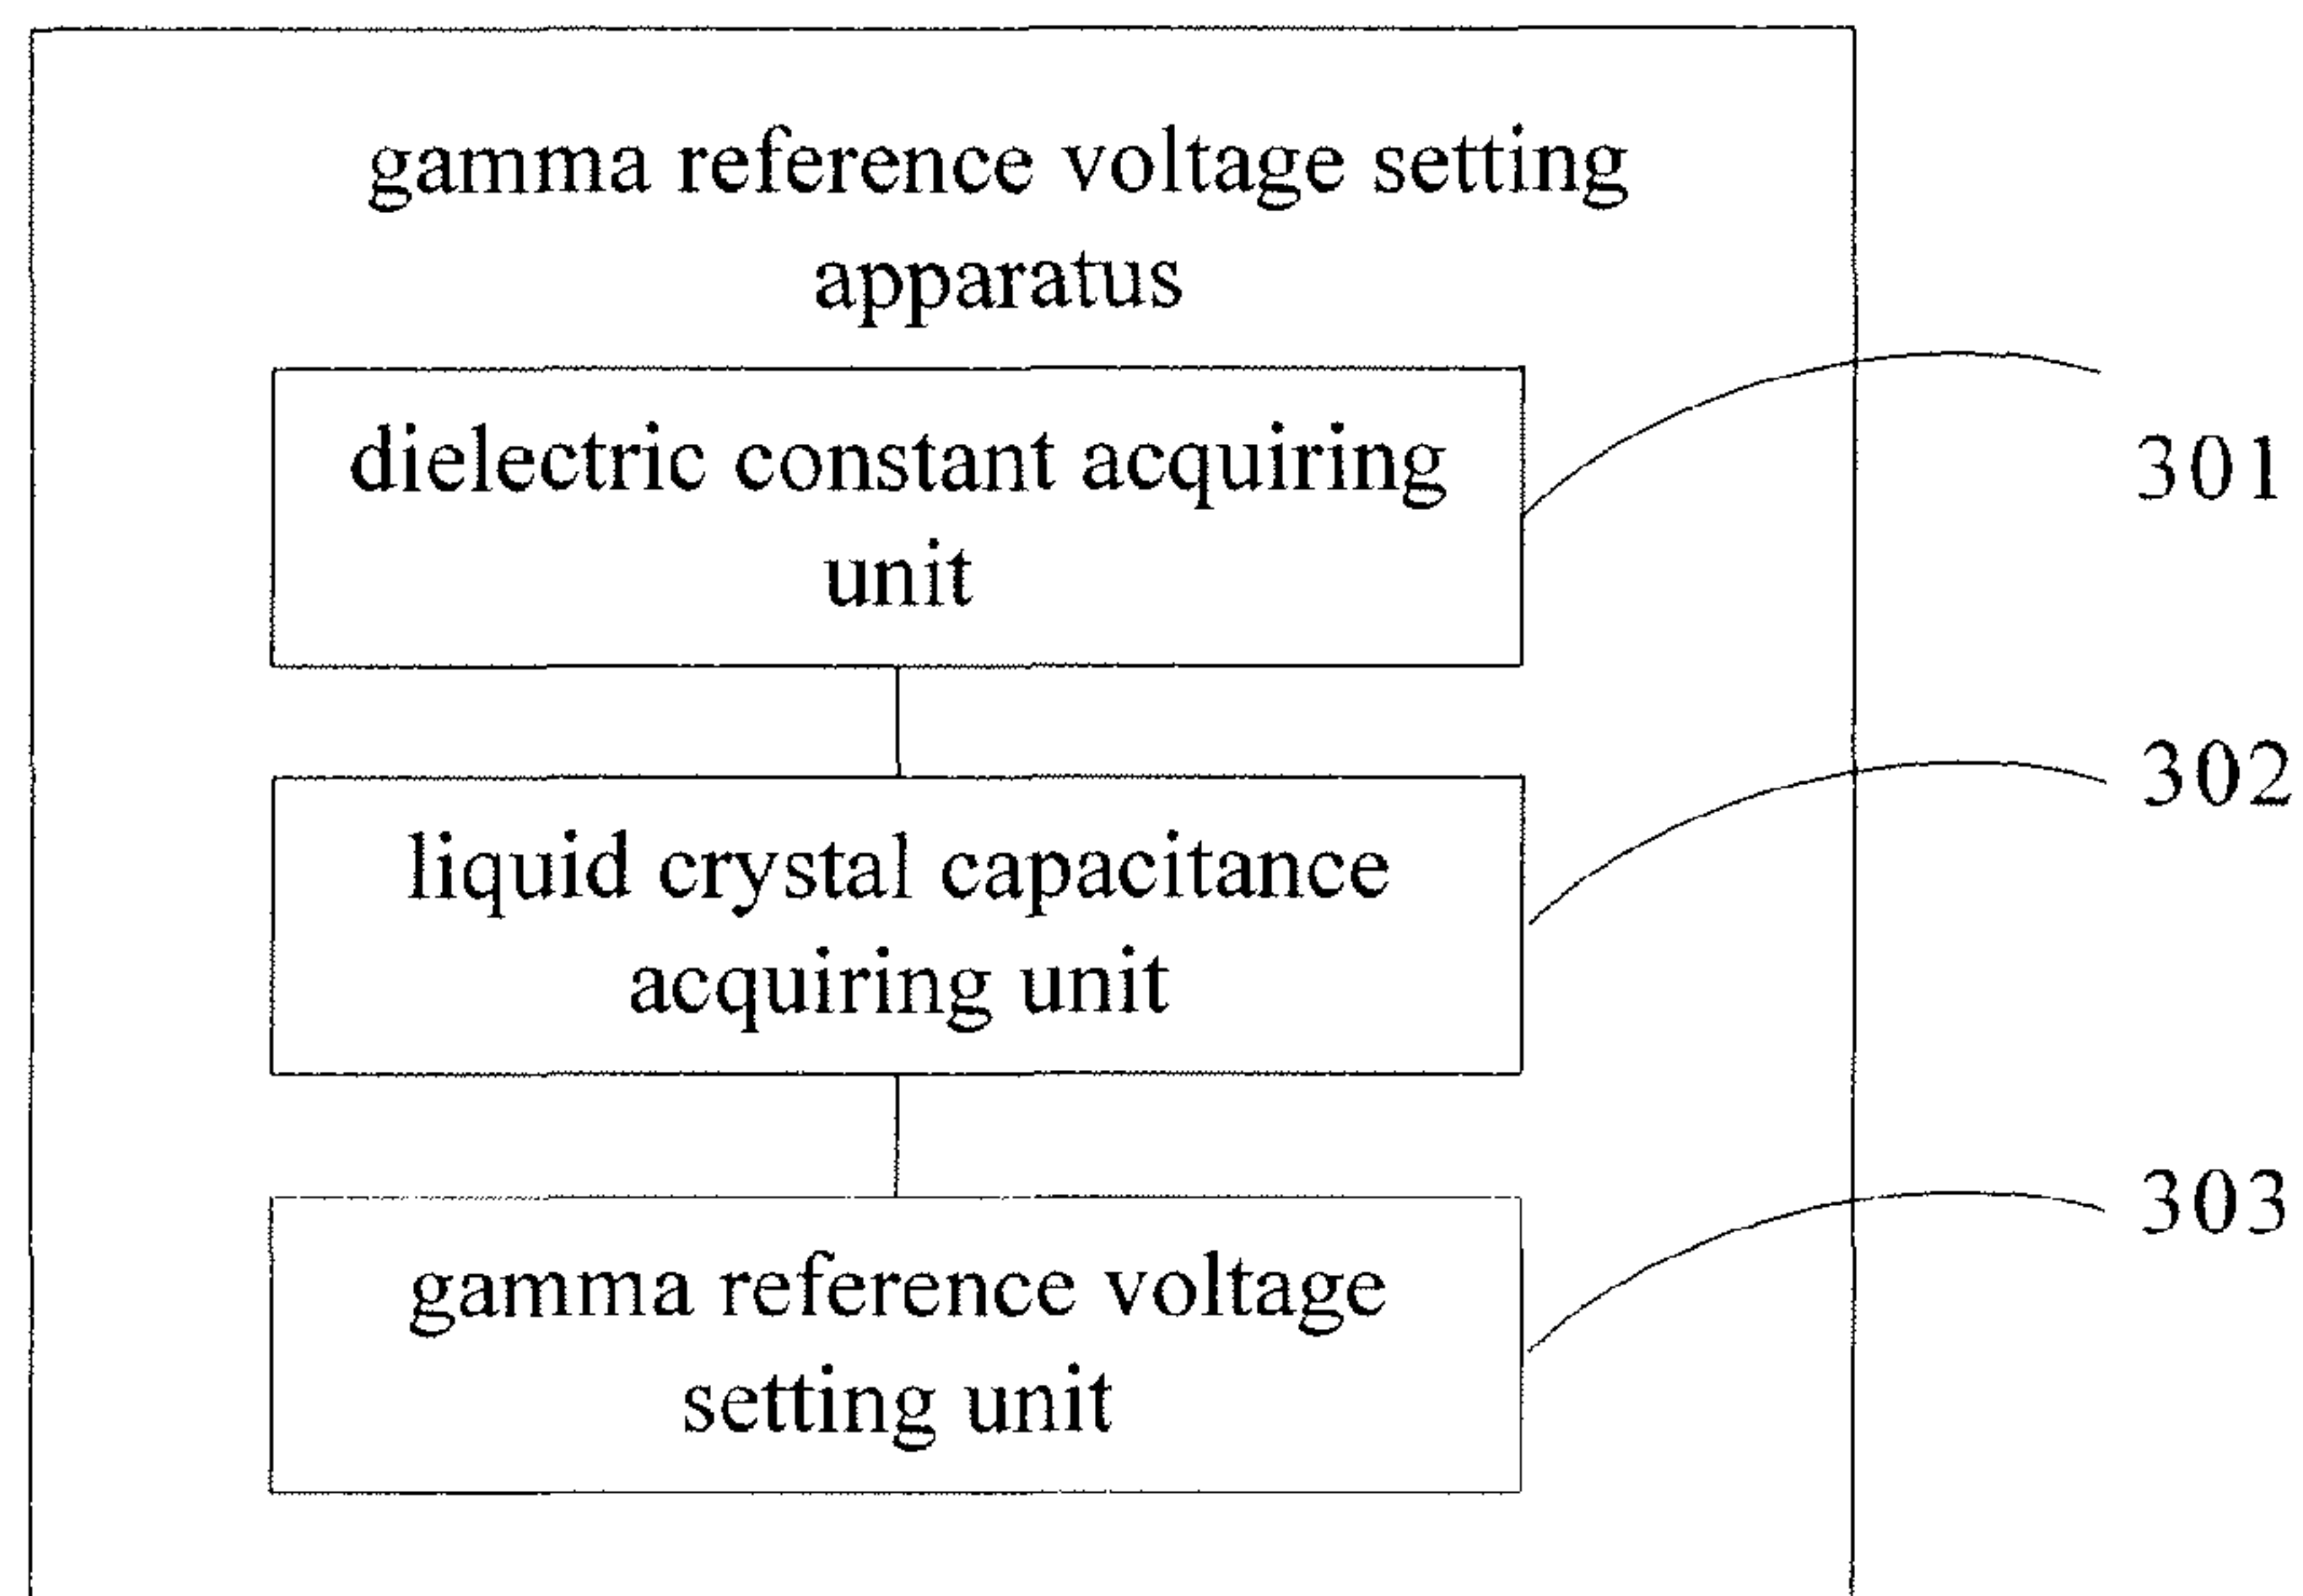 gamma reference voltage setting
apparatus
dielectric constant acquiring
unit
301
liquid crystal capacitance
acquiring unit
302
gamma reference voltage
setting unit
303